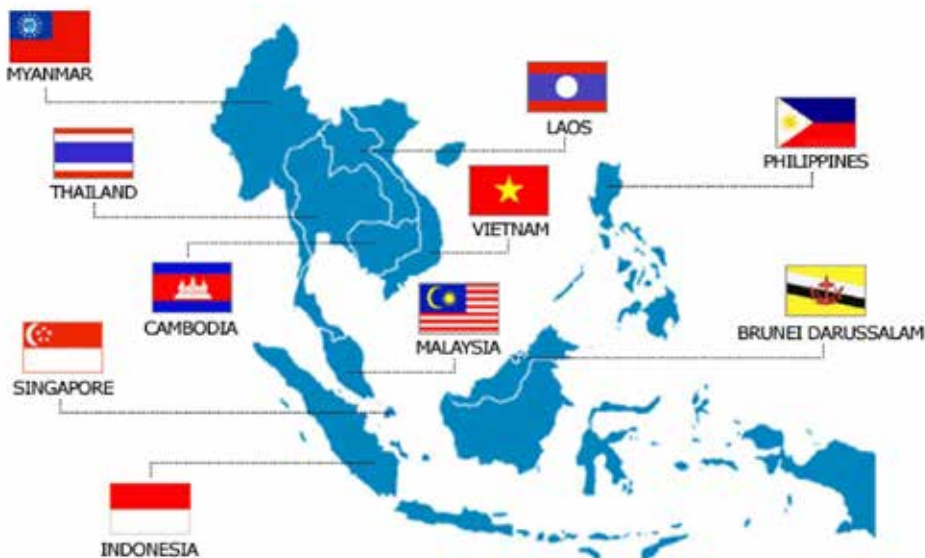 MYANMAR
LAOS
PHILIPPINES
THAILAND
VIETNAM
CAMBODIA
MALAYSIA
BRUNEI DARUSSALAM
SINGAPORE
INDONESIA